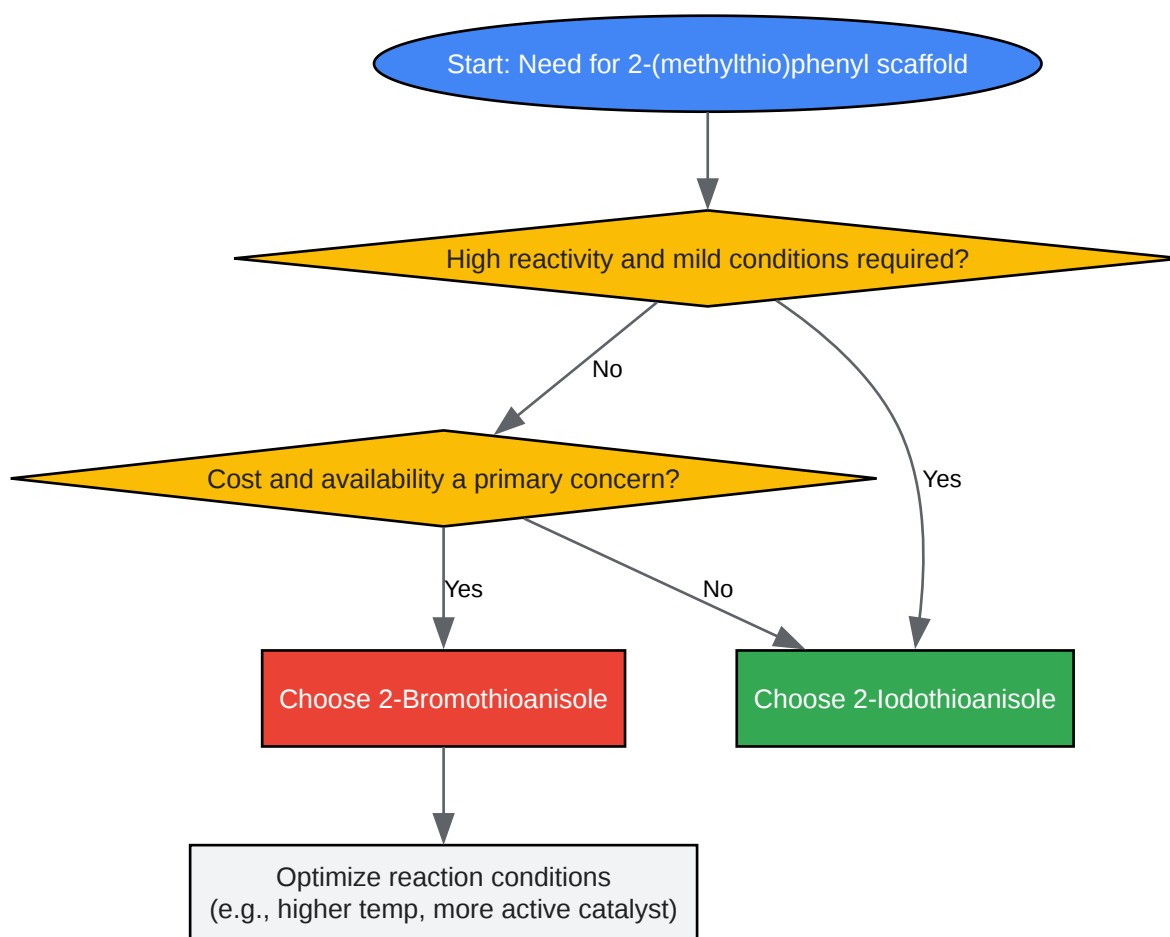 Start: Need for 2-(methylthio)phenyl scaffold
High reactivity and mild conditions required?
No
Cost and availability a primary concern?
Yes
Yes
No
Choose 2-Bromothioanisole
Choose 2-Iodothioanisole
Optimize reaction conditions
(e.g., higher temp, more active catalyst)